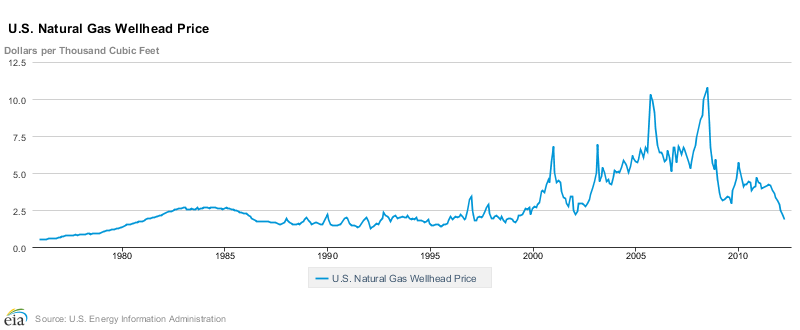 U.S. Natural Gas Wellhead Price
Dollars per Thousand Cubic Feet
12.5
10.0
7.5
5.0
2.5
0.0
1980 1985 1990 1995 2000 2005 2010
U.S. Natural Gas Wellhead Price
eia Source: U.S. Energy Information Administration